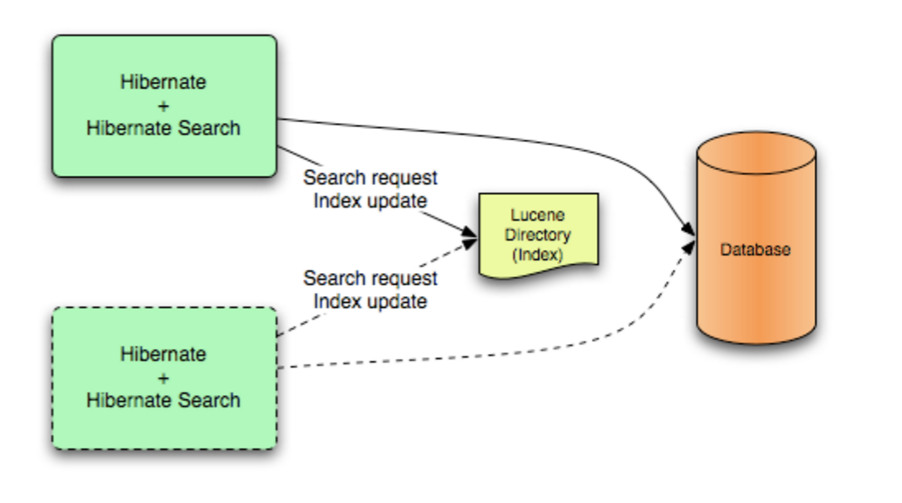 Hibernate
+
Hibernate Search
Search request
Index update
Lucene
Directory
(Index)
Database
Search request
Index update
Hibernate
+
Hibernate Search